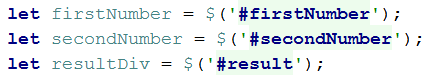 let firstNumber = $('#firstNumber');
let secondNumber = $('#secondNumber');
let resultDiv = $('#result');